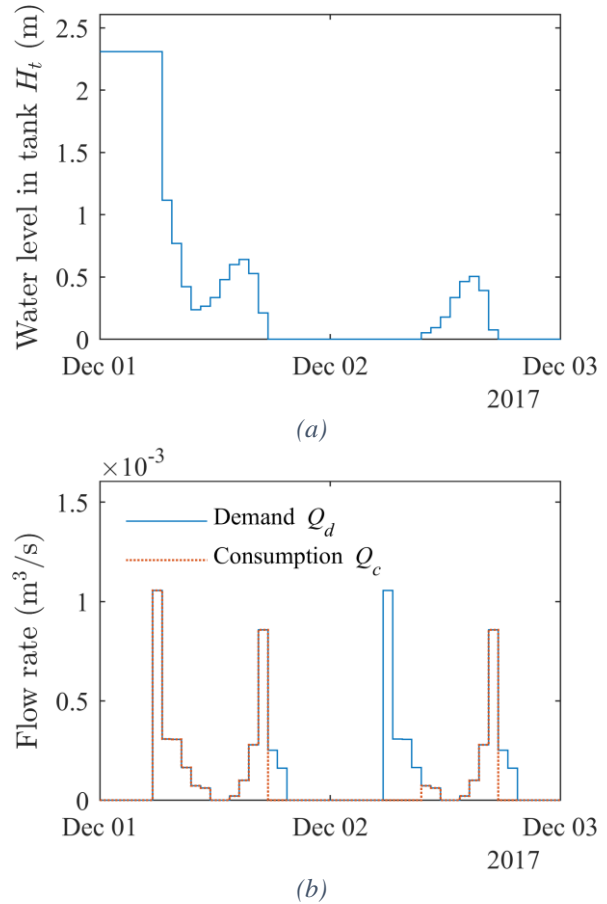 Water level in tank H_t (m)
2.5
2
1.5
1
0.5
0
Dec 01 Dec 02 Dec 03
2017
(a)
×10^-3
Flow rate (m^3/s)
1.5
1
0.5
0
Demand Q_d
Consumption Q_c
Dec 01 Dec 02 Dec 03
2017
(b)